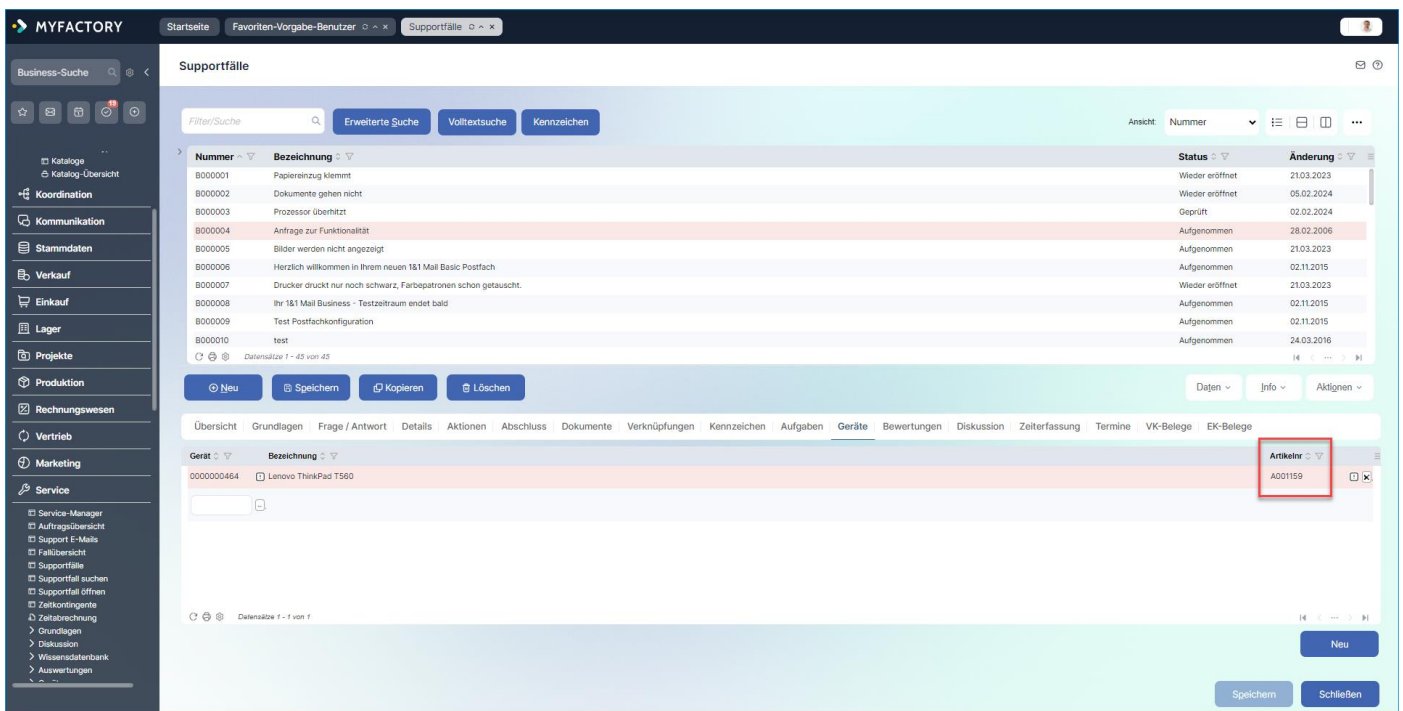 MYFACTORY
Startseite
Favoriten-Vorgabe-Benutzer
Supportfälle
Business-Suche
19
Kataloge
Katalog-Übersicht
Koordination
Kommunikation
Stammdaten
Verkauf
Einkauf
Lager
Projekte
Produktion
Rechnungswesen
Vertrieb
Marketing
Service
Service-Manager
Auftragsübersicht
Support E-Mails
Fallübersicht
Supportfälle
Supportfall suchen
Supportfall öffnen
Zeitkontingente
Zeitabrechnung
Grundlagen
Diskussion
Wissensdatenbank
Auswertungen
Supportfälle
Filter/Suche Erweiterte Suche Volltextsuche Kennzeichen Ansicht: Nummer
Nummer Bezeichnung Status Änderung
B000001 Papiereinzug klemmt Wieder eröffnet 21.03.2023
B000002 Dokumente gehen nicht Wieder eröffnet 05.02.2024
B000003 Prozessor überhitzt Geprüft 02.02.2024
B000004 Anfrage zur Funktionalität Aufgenommen 28.02.2006
B000005 Bilder werden nicht angezeigt Aufgenommen 21.03.2023
B000006 Herzlich willkommen in Ihrem neuen 1&1 Mail Basic Postfach Aufgenommen 02.11.2015
B000007 Drucker druckt nur noch schwarz, Farbepatronen schon getauscht. Wieder eröffnet 21.03.2023
B000008 Ihr 1&1 Mail Business - Testzeitraum endet bald Aufgenommen 02.11.2015
B000009 Test Postfachkonfiguration Aufgenommen 02.11.2015
B000010 test Aufgenommen 24.03.2016
Datensätze 1 - 45 von 45
Neu Speichern Kopieren Löschen Daten Info Aktionen
Übersicht Grundlagen Frage / Antwort Details Aktionen Abschluss Dokumente Verknüpfungen Kennzeichen Aufgaben Geräte Bewertungen Diskussion Zeiterfassung Termine VK-Belege EK-Belege
Gerät Bezeichnung Artikelnr
0000000464 Lenovo ThinkPad T560 A001159
Datensätze 1 - 1 von 1
Neu
Speichern Schließen